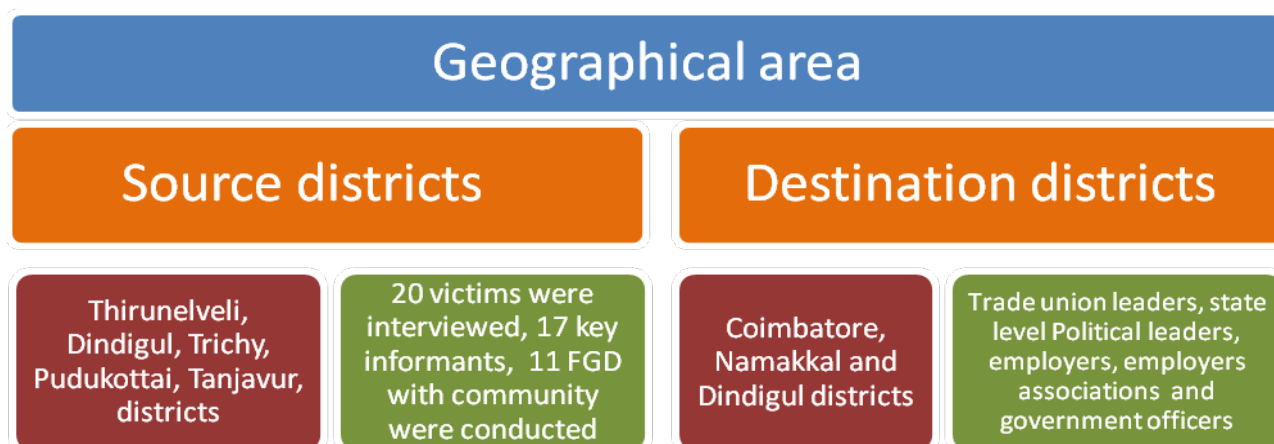 Geographical area
Source districts
Destination districts
Thirunelveli,
Dindigul, Trichy,
Pudukottai, Tanjavur,
districts
20 victims were
interviewed, 17 key
informants, 11 FGD
with community
were conducted
Coimbatore,
Namakkal and
Dindigul districts
Trade union leaders, state
level Political leaders,
employers, employers
associations and
government officers